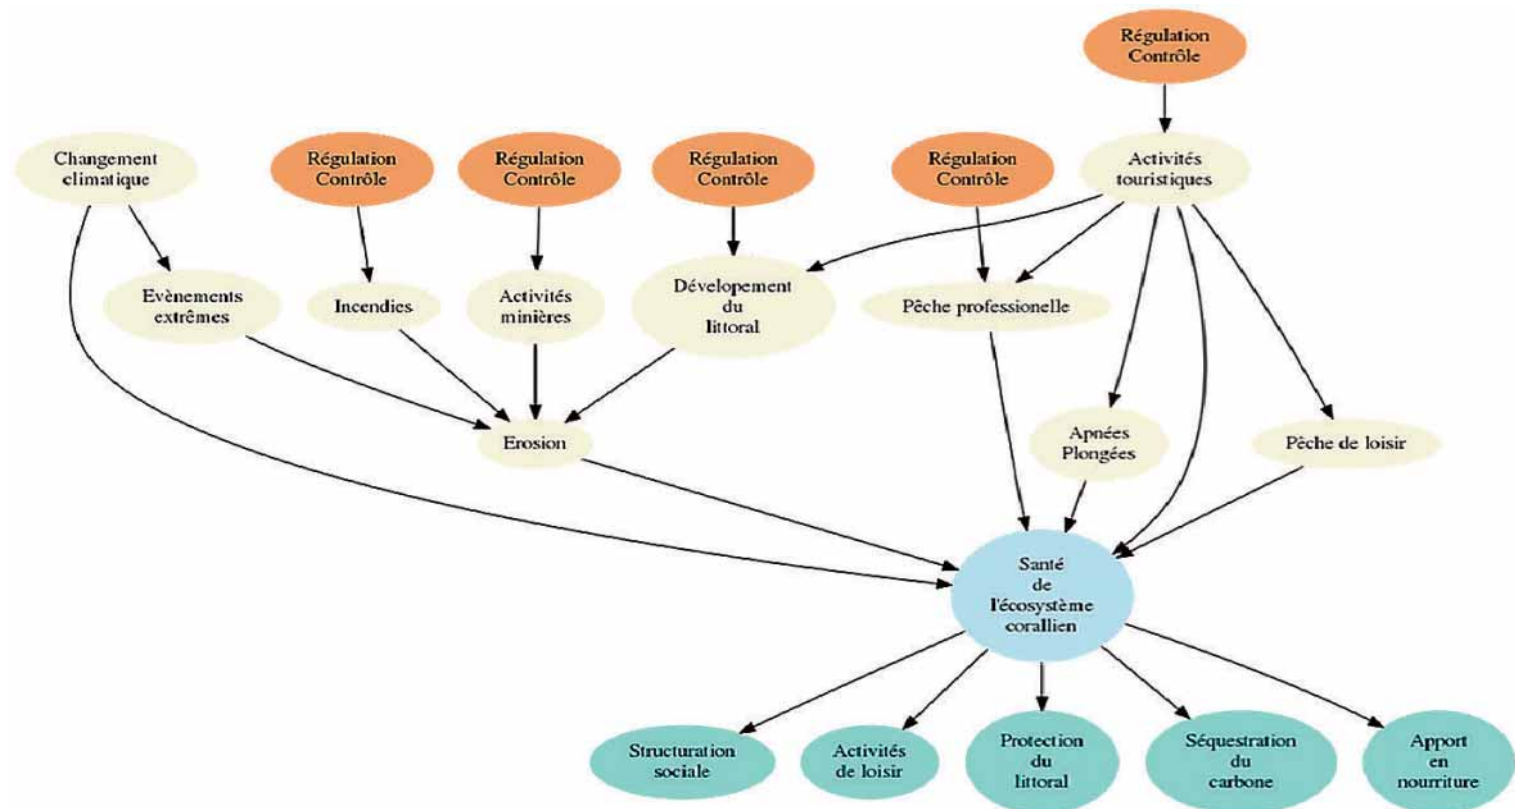 Régulation
Contrôle
Changement
climatique
Régulation
Contrôle
Régulation
Contrôle
Régulation
Contrôle
Régulation
Contrôle
Activités
touristiques
Evènements
extrêmes
Incendies
Activités
minières
Dévelopement
du
littoral
Pêche professionelle
Erosion
Apnées
Plongées
Pêche de loisir
Santé
de
l'écosystème
corallien
Structuration
sociale
Activités
de loisir
Protection
du
littoral
Séquestration
du
carbone
Apport
en
nourriture